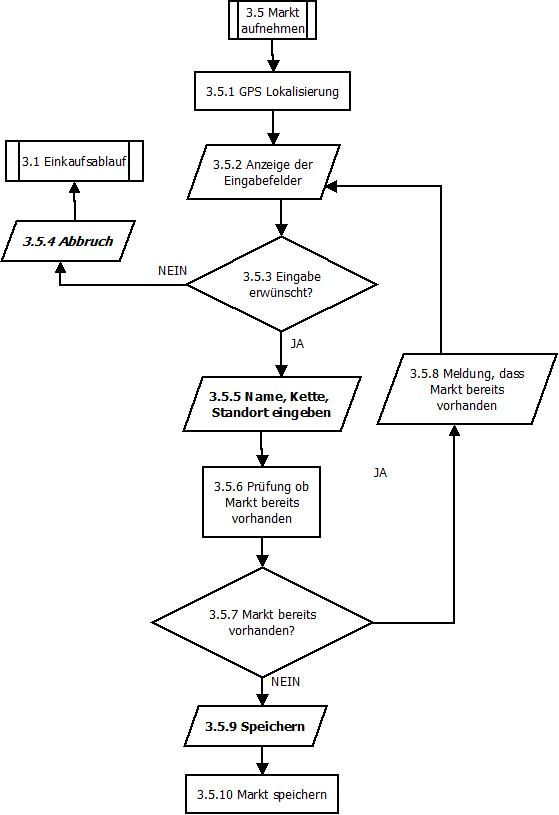 3.5 Markt
aufnehmen
3.5.1 GPS Lokalisierung
3.5.2 Anzeige der
Eingabefelder
3.1 Einkaufsablauf
3.5.4 Abbruch
NEIN
3.5.3 Eingabe
erwünscht?
JA
3.5.5 Name, Kette,
Standort eingeben
3.5.8 Meldung, dass
Markt bereits
vorhanden
JA
3.5.6 Prüfung ob
Markt bereits
vorhanden
3.5.7 Markt bereits
vorhanden?
NEIN
3.5.9 Speichern
3.5.10 Markt speichern